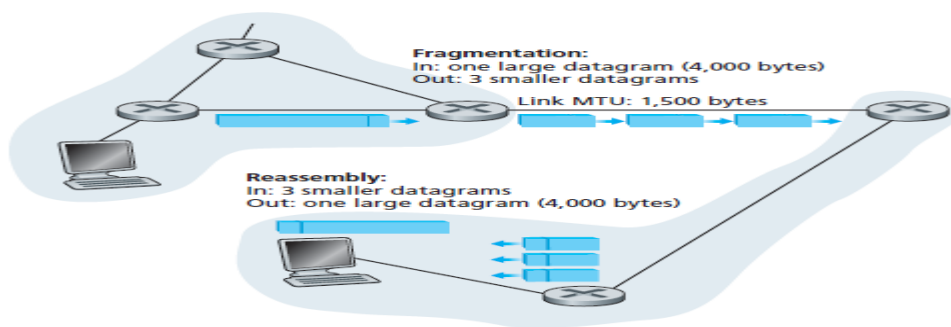 Fragmentation:
In: one large datagram (4,000 bytes)
Out: 3 smaller datagrams
Link MTU: 1,500 bytes
Reassembly:
In: 3 smaller datagrams
Out: one large datagram (4,000 bytes)